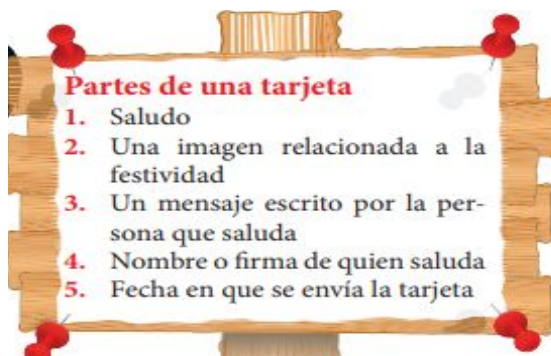 Partes de una tarjeta
1. Saludo
2. Una imagen relacionada a la
festividad
3. Un mensaje escrito por la per-
sona que saluda
4. Nombre o firma de quien saluda
5. Fecha en que se envía la tarjeta